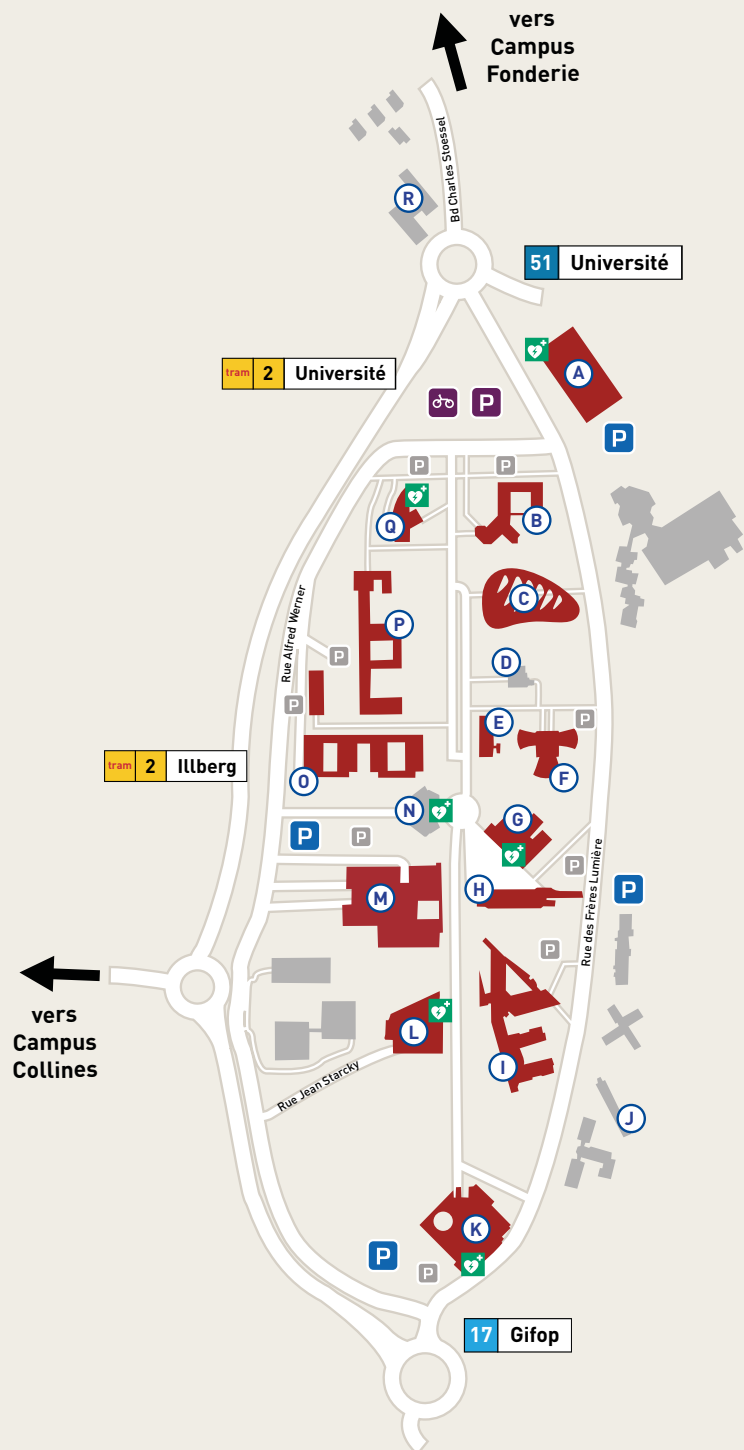 vers
Campus
Fonderie
Bd Charles Stoessel
R
51 Université
A
tram 2 Université
P
P
P
P
Q
B
C
Rue Alfred Werner
P
P
D
P
E
P
F
tram 2 Illberg
O
N
G
P
P
Rue des Frères Lumière
P
H
P
M
P
vers
Campus
Collines
L
I
Rue Jean Starcky
J
K
P
P
17 Gifop